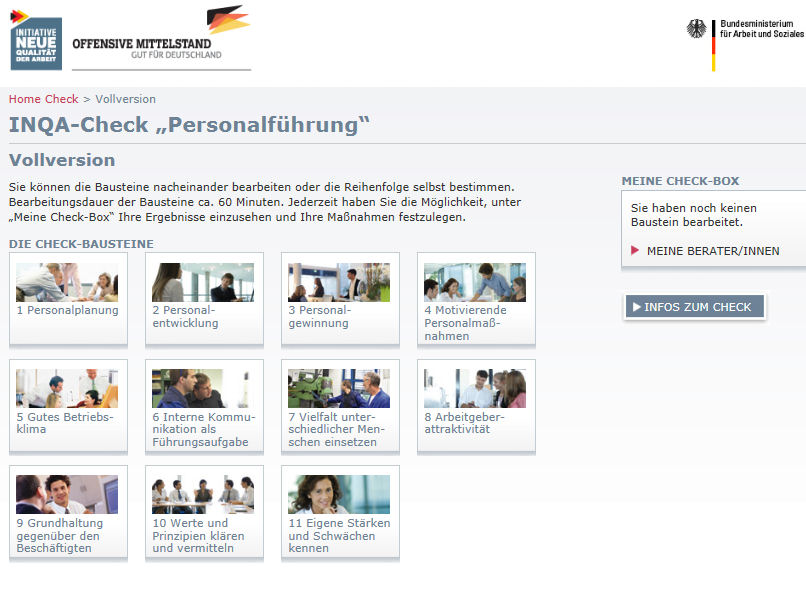 INITIATIVE
NEUE
QUALITÄT
DER ARBEIT
OFFENSIVE MITTELSTAND
GUT FÜR DEUTSCHLAND
Bundesministerium
für Arbeit und Soziales
Home Check > Vollversion
INQA-Check „Personalführung“
Vollversion
Sie können die Bausteine nacheinander bearbeiten oder die Reihenfolge selbst bestimmen.
Bearbeitungsdauer der Bausteine ca. 60 Minuten. Jederzeit haben Sie die Möglichkeit, unter
„Meine Check-Box“ Ihre Ergebnisse einzusehen und Ihre Maßnahmen festzulegen.
DIE CHECK-BAUSTEINE
1 Personalplanung
2 Personal-
entwicklung
3 Personal-
gewinnung
4 Motivierende
Personalmaß-
nahmen
5 Gutes Betriebs-
klima
6 Interne Kommu-
nikation als
Führungsaufgabe
7 Vielfalt unter-
schiedlicher Men-
schen einsetzen
8 Arbeitgeber-
attraktivität
9 Grundhaltung
gegenüber den
Beschäftigten
10 Werte und
Prinzipien klären
und vermitteln
11 Eigene Stärken
und Schwächen
kennen
MEINE CHECK-BOX
Sie haben noch keinen
Baustein bearbeitet.
MEINE BERATER/INNEN
INFOS ZUM CHECK